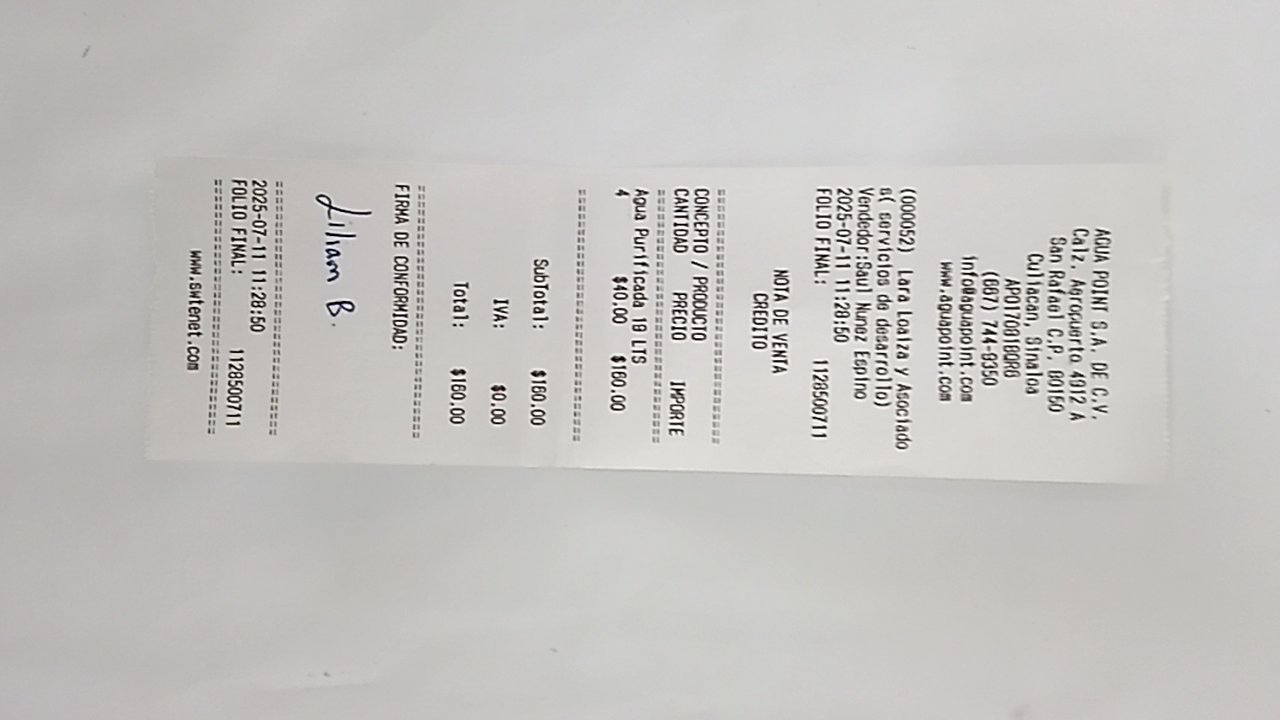 AGUA POINT S.A. DE C.V.
Calz. Agropuerto 4912 A
San Rafael C.P. 80150
Culiacan, Sinaloa
APO170818QR6
(667) 744-9350
info@aguapoint.com
www.aguapoint.com
(000052) Lara Loaiza y Asociado
s( servicios de desarrollo)
Vendedor:Saul Nunez Espino
2025-07-11 11:28:50
FOLIO FINAL: 1128500711
NOTA DE VENTA
CREDITO
================================
CONCEPTO / PRODUCTO
CANTIDAD PRECIO IMPORTE
================================
Agua Purificada 19 LTS
4 $40.00 $160.00
================================
SubTotal: $160.00
IVA: $0.00
Total: $160.00
================================
FIRMA DE CONFORMIDAD:
Liliam B.
================================
2025-07-11 11:28:50
FOLIO FINAL: 1128500711
================================
www.swtenet.com